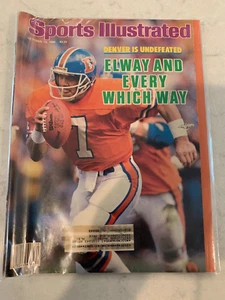 Sports Illustrated
DENVER IS UNDEFEATED
ELWAY AND
EVERY
WHICH WAY
7